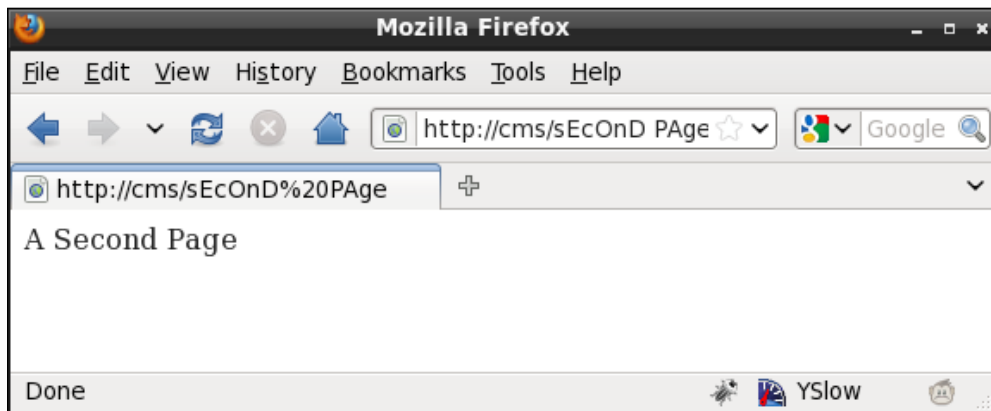 Mozilla Firefox
File Edit View History Bookmarks Tools Help
http://cms/sEcOnD PAge Google
http://cms/sEcOnD%20PAge
A Second Page
Done YSlow